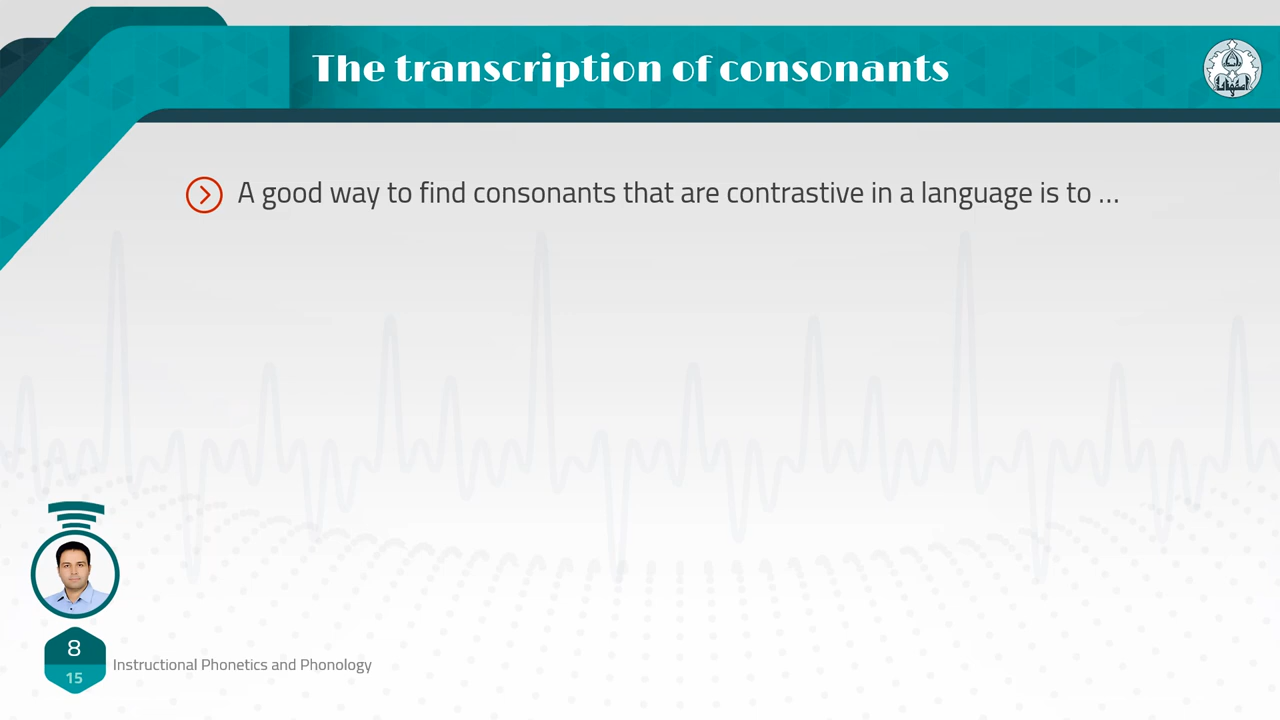 The transcription of consonants
A good way to find consonants that are contrastive in a language is to ...
8
15
Instructional Phonetics and Phonology